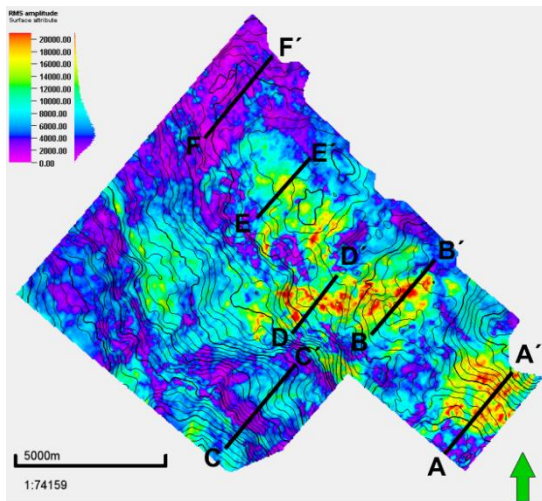 RMS amplitude
Surface attribute
20000.00
18000.00
16000.00
14000.00
12000.00
10000.00
8000.00
6000.00
4000.00
2000.00
0.00
F´
F
E´
E
D´
B´
D
B
C´
A´
C
A
5000m
1:74159